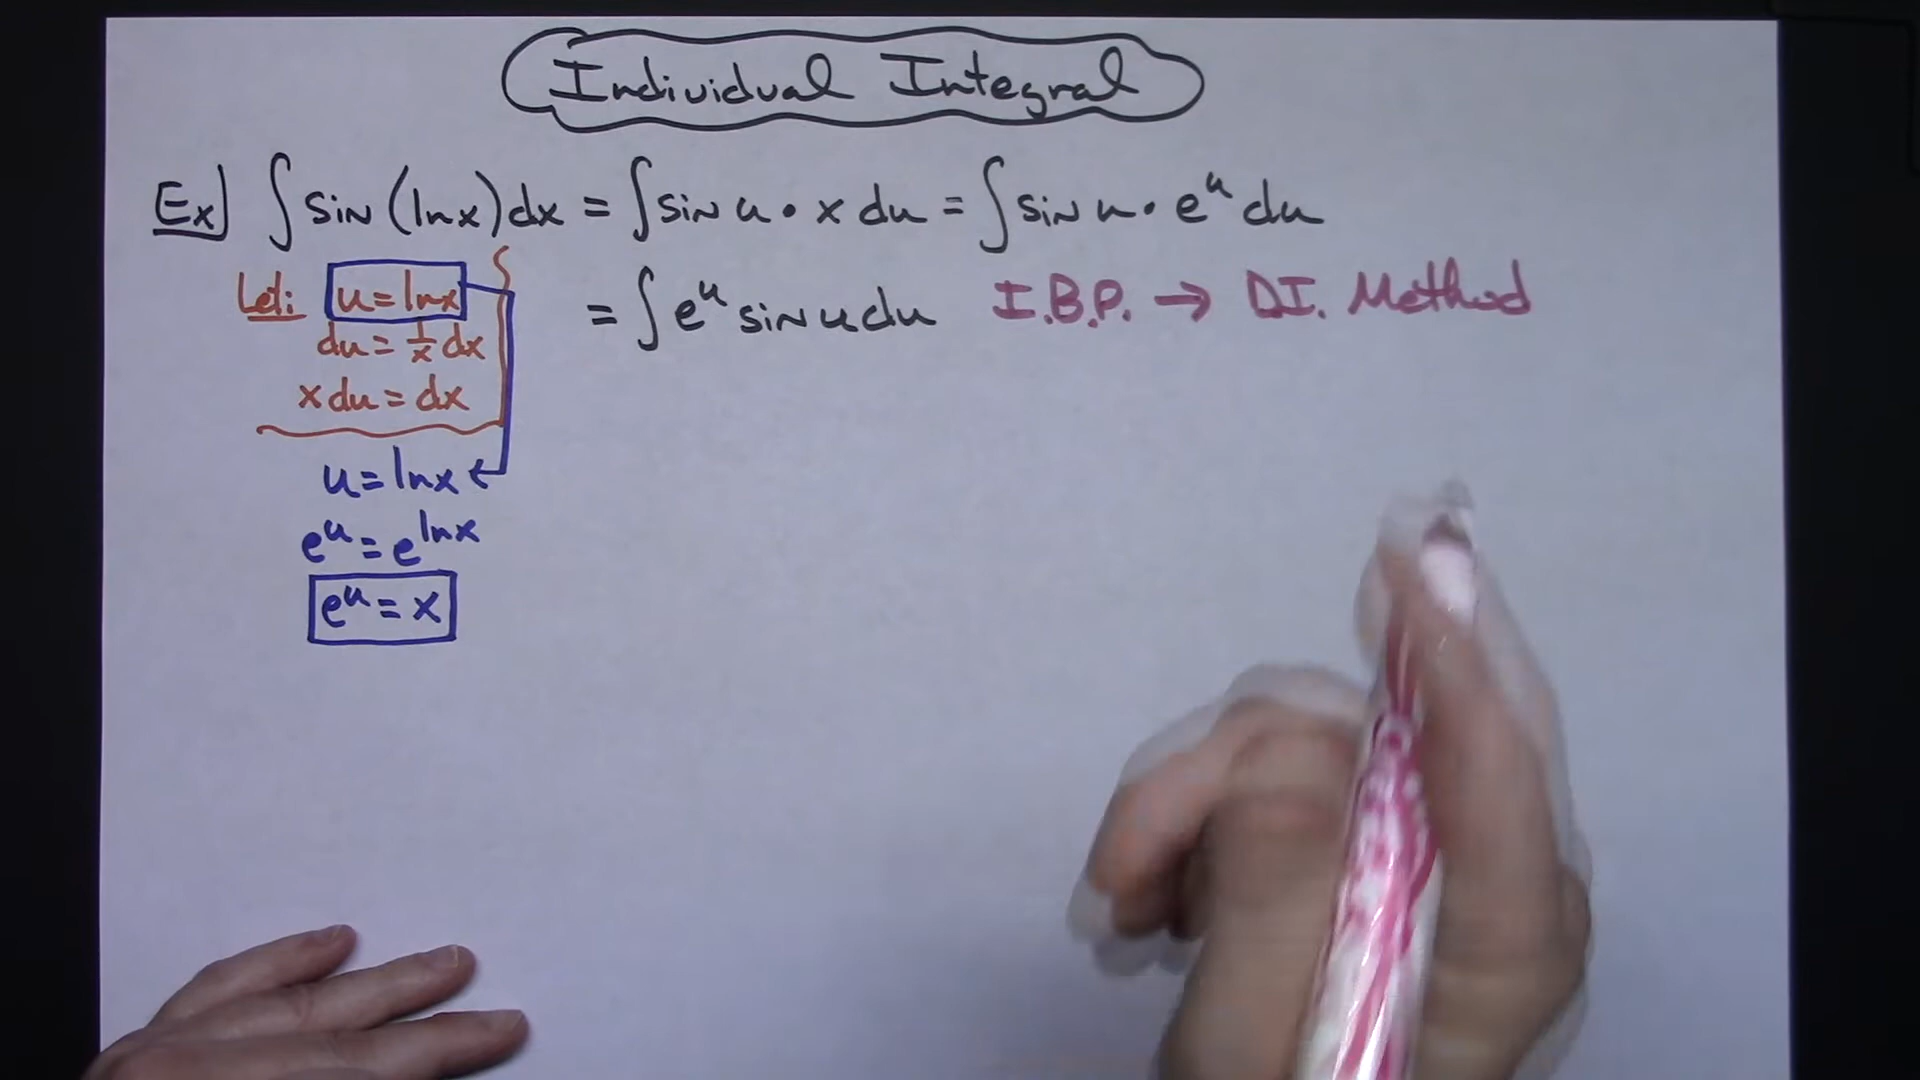 Individual Integral
Ex) ∫ sin (lnx) dx = ∫ sin u • x du = ∫ sin u • e^u du
Let: u = lnx
= ∫ e^u sin u du I.B.P. → D.I. Method
du = 1/x dx
x du = dx
u = lnx
e^u = e^lnx
e^u = x